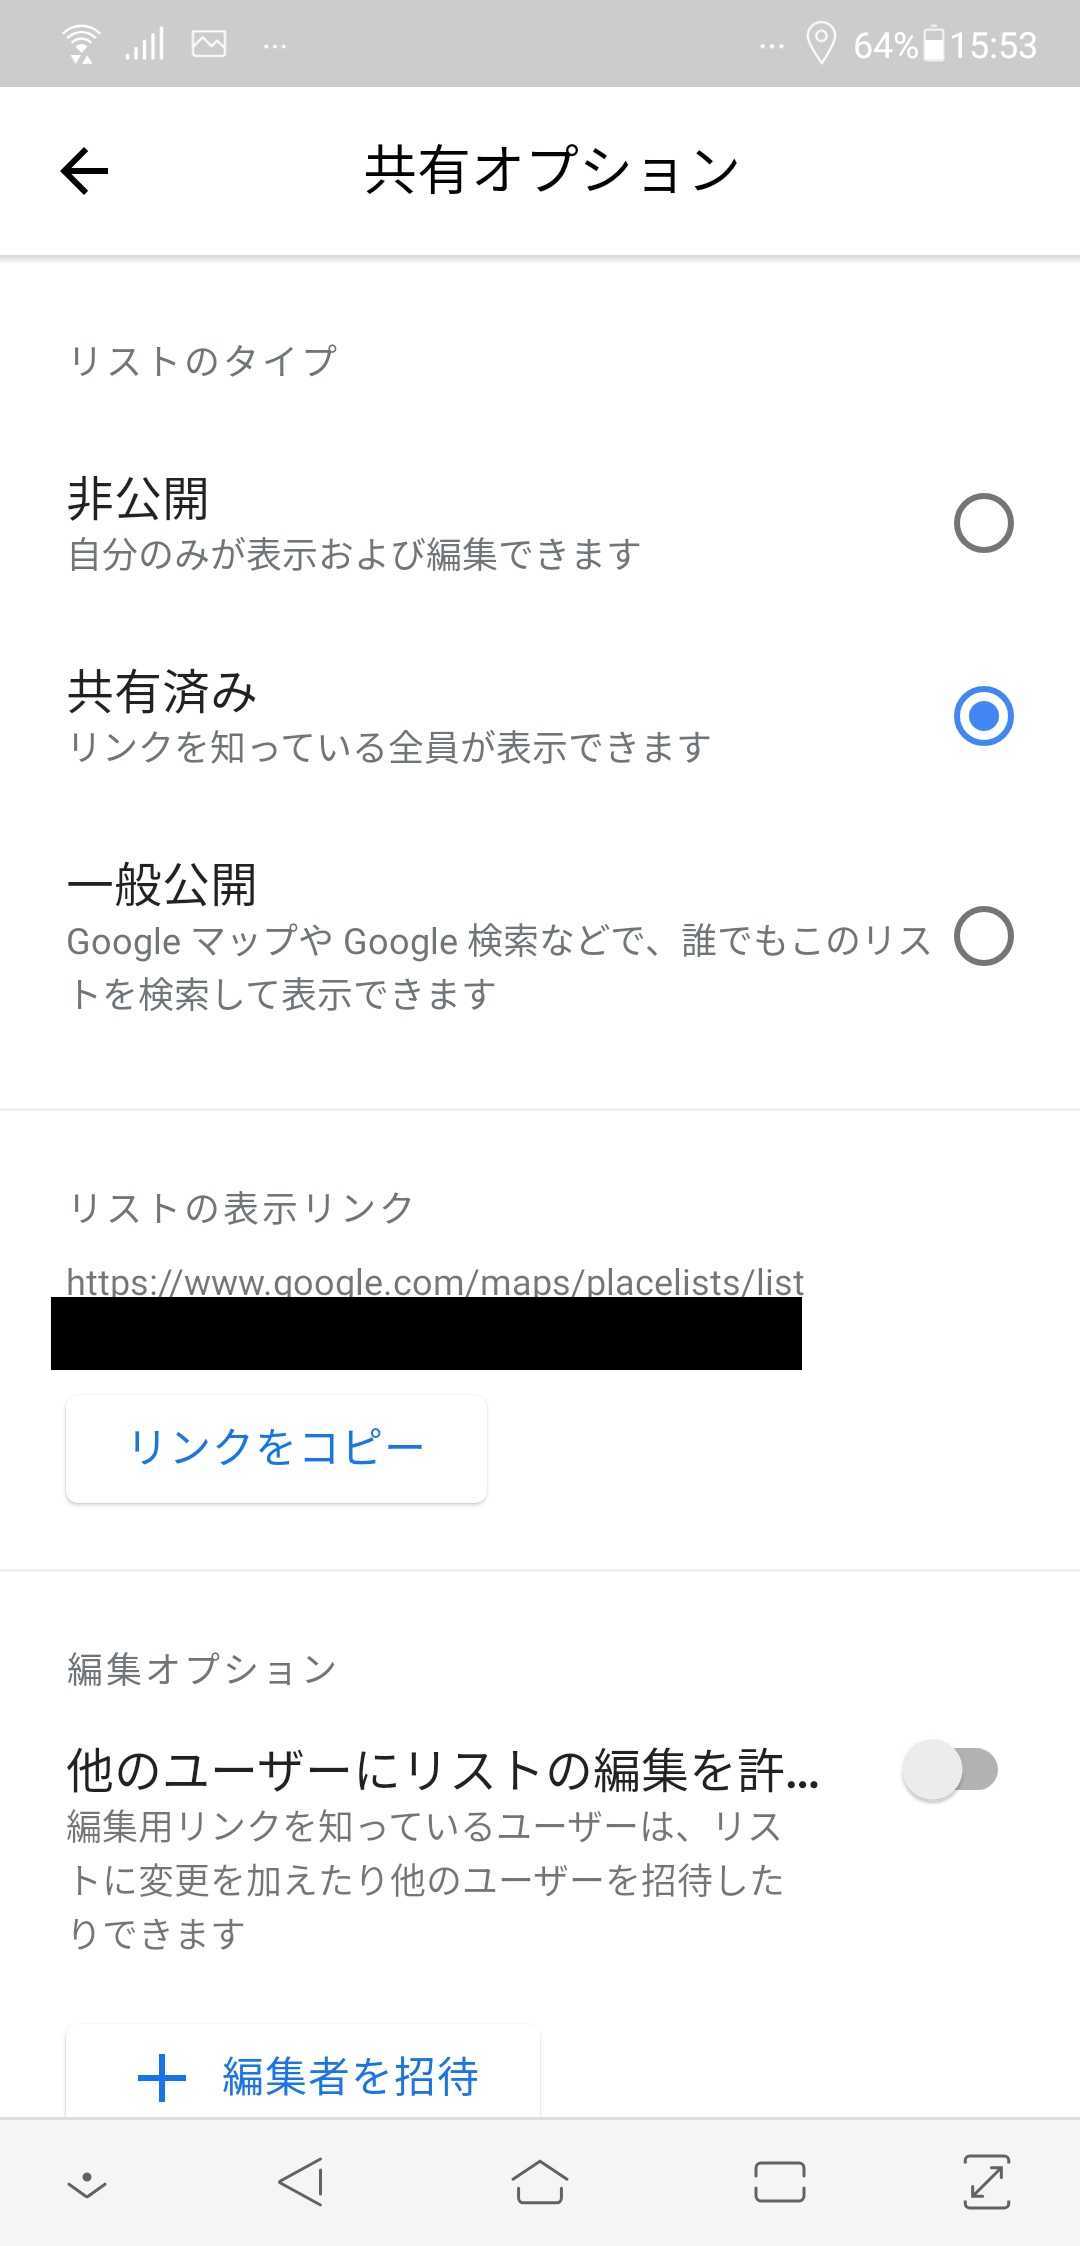 64% 15:53
共有オプション
リストのタイプ
非公開
自分のみが表示および編集できます
共有済み
リンクを知っている全員が表示できます
一般公開
Google マップや Google 検索などで、誰でもこのリス
トを検索して表示できます
リストの表示リンク
https://www.google.com/maps/placelists/list
リンクをコピー
編集オプション
他のユーザーにリストの編集を許...
編集用リンクを知っているユーザーは、リス
トに変更を加えたり他のユーザーを招待した
りできます
編集者を招待